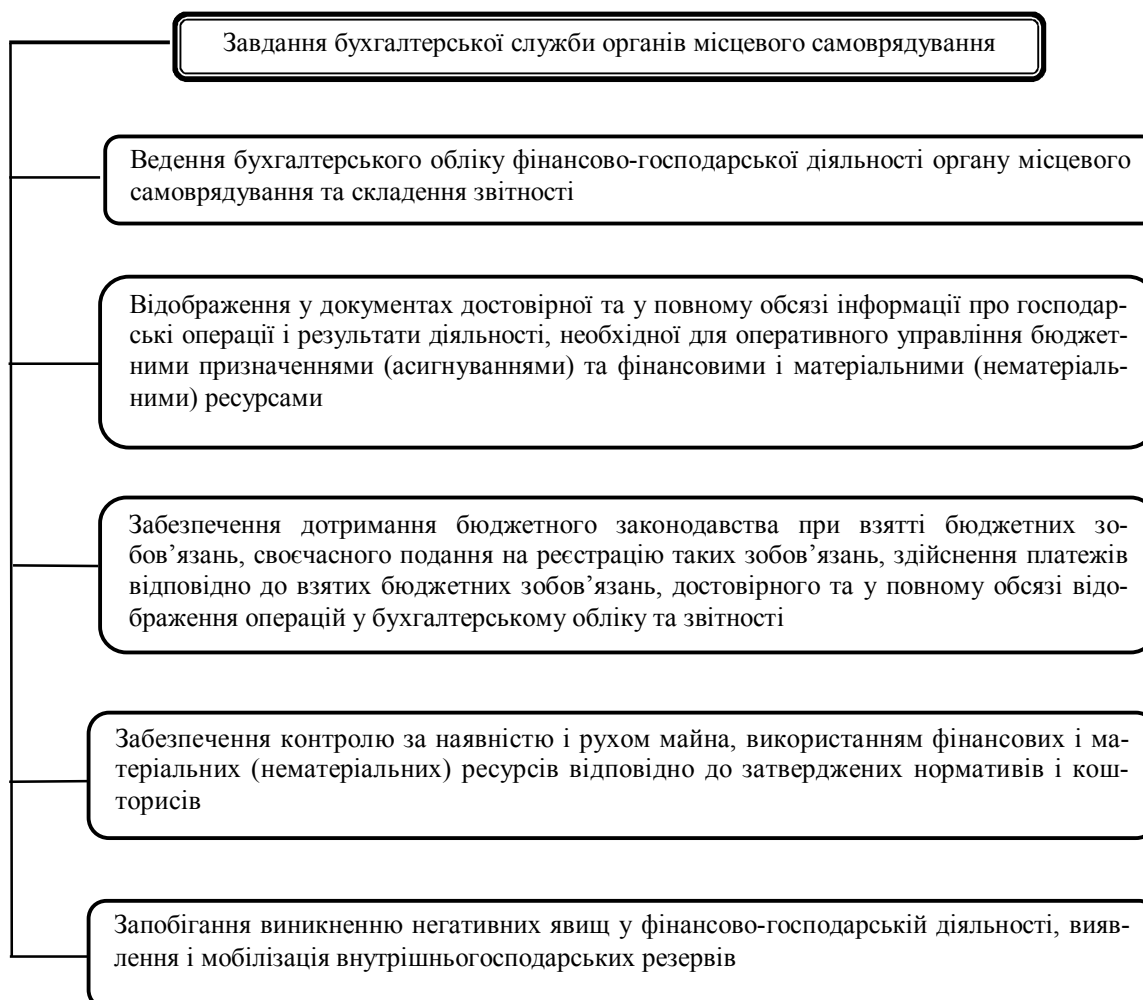 Завдання бухгалтерської служби органів місцевого самоврядування
Ведення бухгалтерського обліку фінансово-господарської діяльності органу місцевого
самоврядування та складення звітності
Відображення у документах достовірної та у повному обсязі інформації про господар-
ські операції і результати діяльності, необхідної для оперативного управління бюджет-
ними призначеннями (асигнуваннями) та фінансовими і матеріальними (нематеріаль-
ними) ресурсами
Забезпечення дотримання бюджетного законодавства при взятті бюджетних зо-
бов’язань, своєчасного подання на реєстрацію таких зобов’язань, здійснення платежів
відповідно до взятих бюджетних зобов’язань, достовірного та у повному обсязі відо-
браження операцій у бухгалтерському обліку та звітності
Забезпечення контролю за наявністю і рухом майна, використанням фінансових і ма-
теріальних (нематеріальних) ресурсів відповідно до затверджених нормативів і кош-
торисів
Запобігання виникненню негативних явищ у фінансово-господарській діяльності, вияв-
лення і мобілізація внутрішньогосподарських резервів